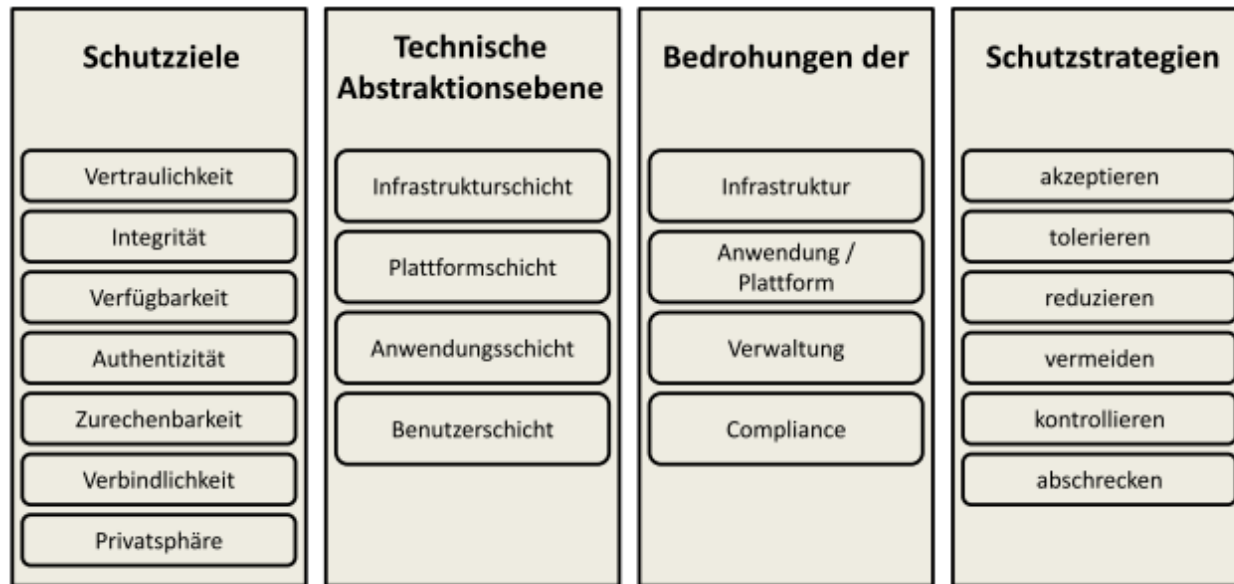 Schutzziele
Vertraulichkeit
Integrität
Verfügbarkeit
Authentizität
Zurechenbarkeit
Verbindlichkeit
Privatsphäre
Technische
Abstraktionsebene
Infrastrukturschicht
Plattformschicht
Anwendungsschicht
Benutzerschicht
Bedrohungen der
Infrastruktur
Anwendung /
Plattform
Verwaltung
Compliance
Schutzstrategien
akzeptieren
tolerieren
reduzieren
vermeiden
kontrollieren
abschrecken